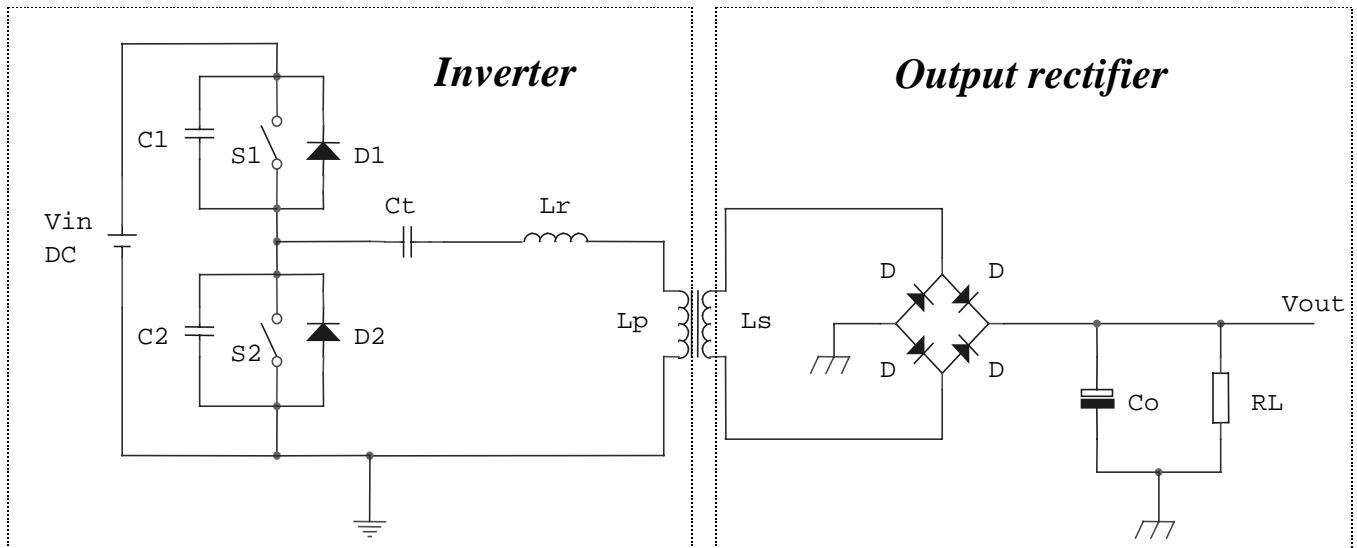 Inverter
Output rectifier
C1
S1
D1
Vin
DC
Ct
Lr
C2
S2
D2
Lp
Ls
D
D
D
D
Vout
Co
RL